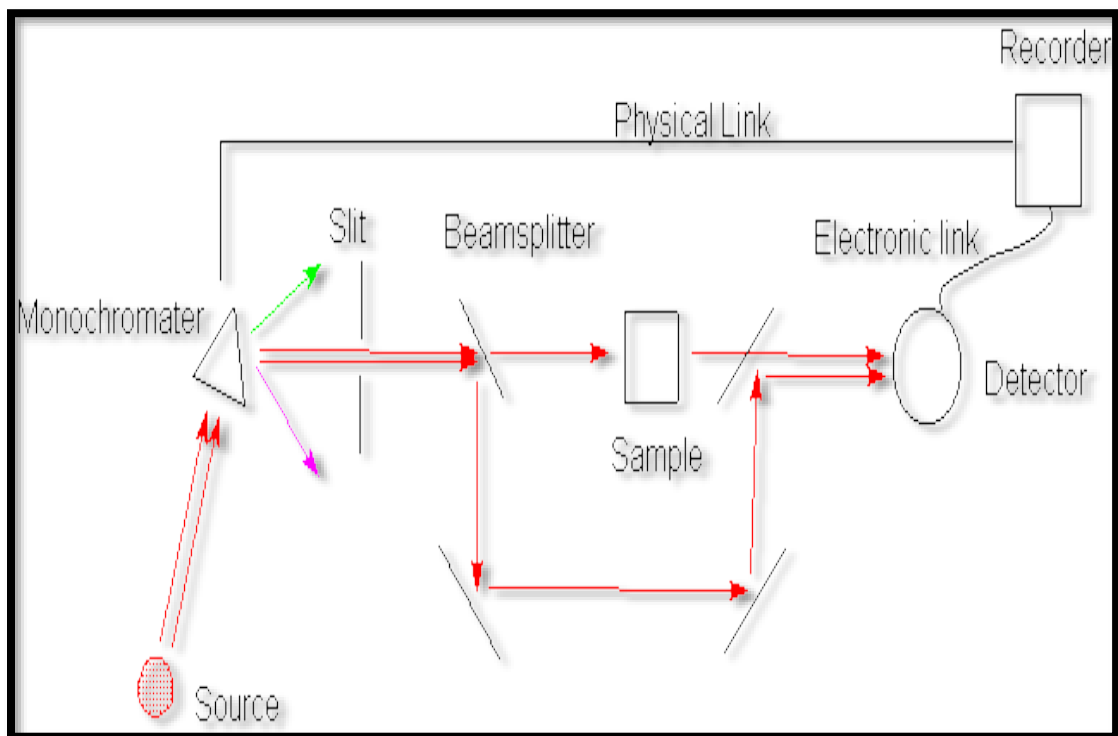 Recorder
Physical Link
Slit
Beamsplitter
Electronic link
Monochromater
Detector
Sample
Source